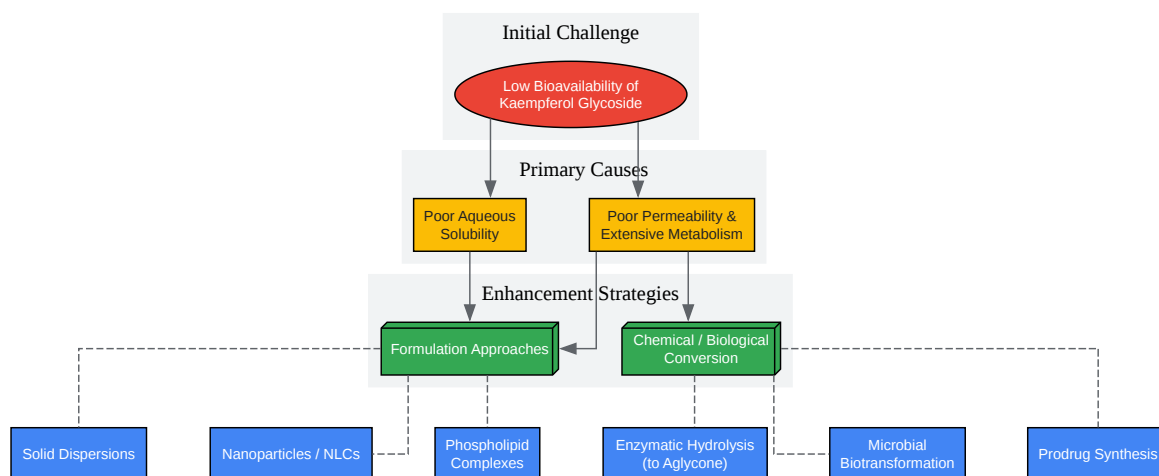 Initial Challenge
Low Bioavailability of
Kaempferol Glycoside
Primary Causes
Poor Aqueous
Solubility
Poor Permeability &
Extensive Metabolism
Enhancement Strategies
Formulation Approaches
Chemical / Biological
Conversion
Solid Dispersions
Nanoparticles / NLCs
Phospholipid
Complexes
Enzymatic Hydrolysis
(to Aglycone)
Microbial
Biotransformation
Prodrug Synthesis